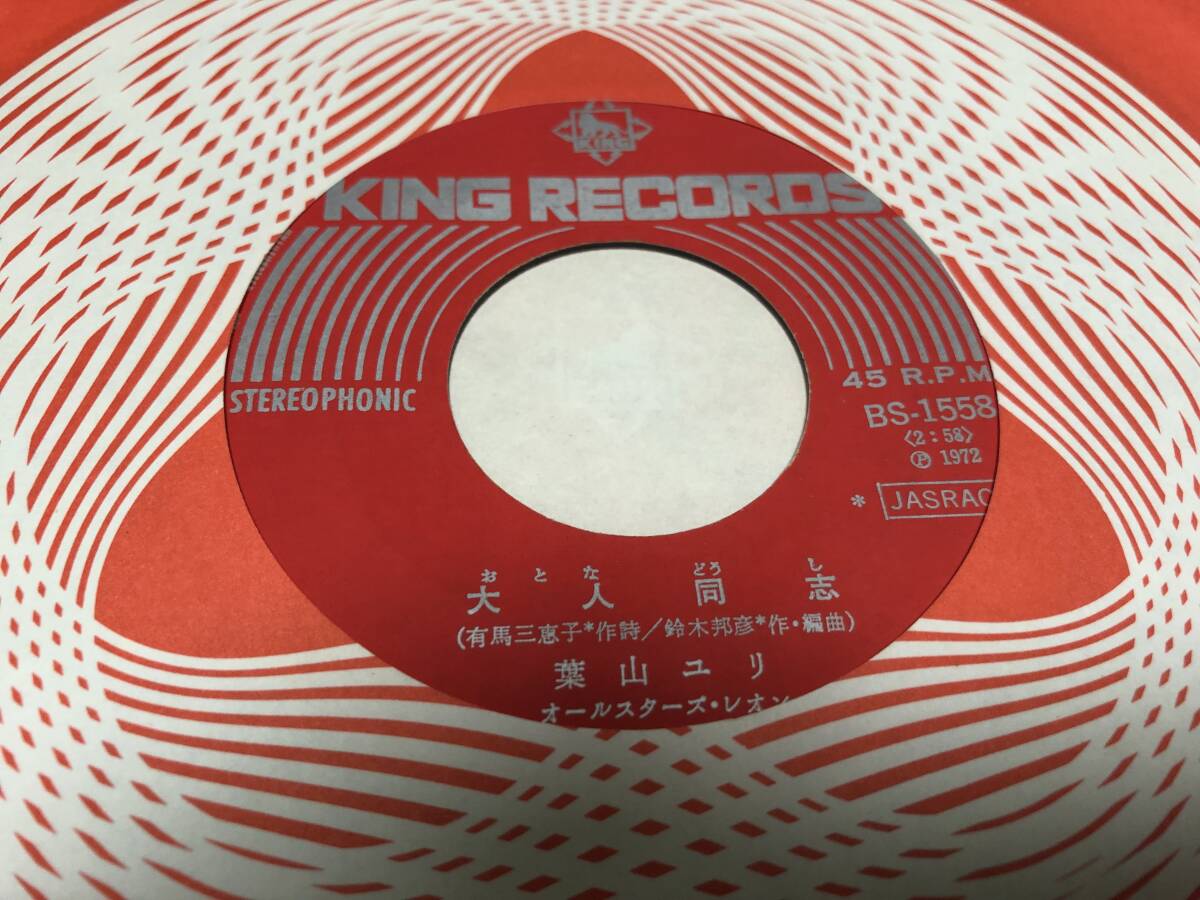 KING
KING RECORDS
STEREOPHONIC
45 R.P.M
BS-1558
〈2:58〉
Ⓟ 1972
* JASRAC
おとな どう し
大人同志
(有馬三恵子*作詩/鈴木邦彦*作・編曲)
葉山ユリ
オールスターズ・レオン